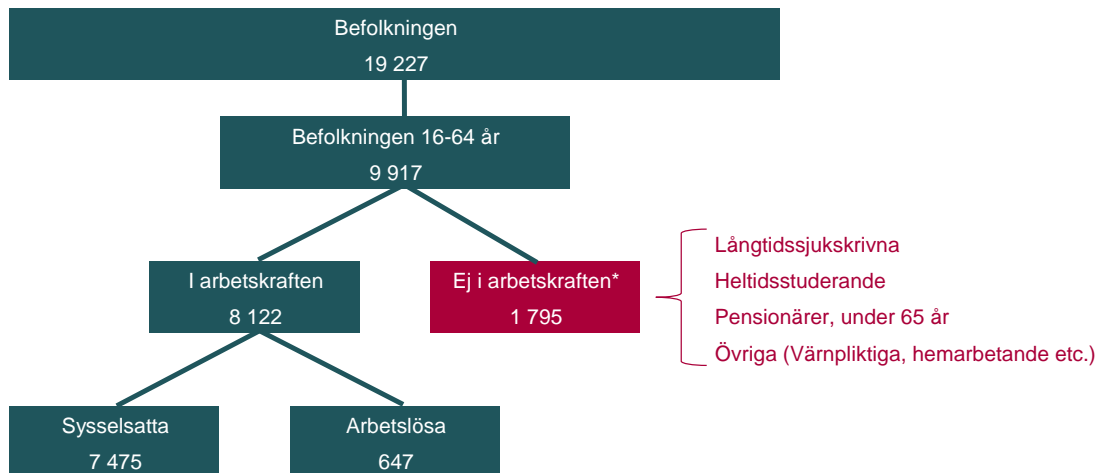 Befolkningen
19 227
Befolkningen 16-64 år
9 917
I arbetskraften
8 122
Ej i arbetskraften*
1 795
Långtidssjukskrivna
Heltidsstuderande
Pensionärer, under 65 år
Övriga (Värnpliktiga, hemarbetande etc.)
Sysselsatta
7 475
Arbetslösa
647